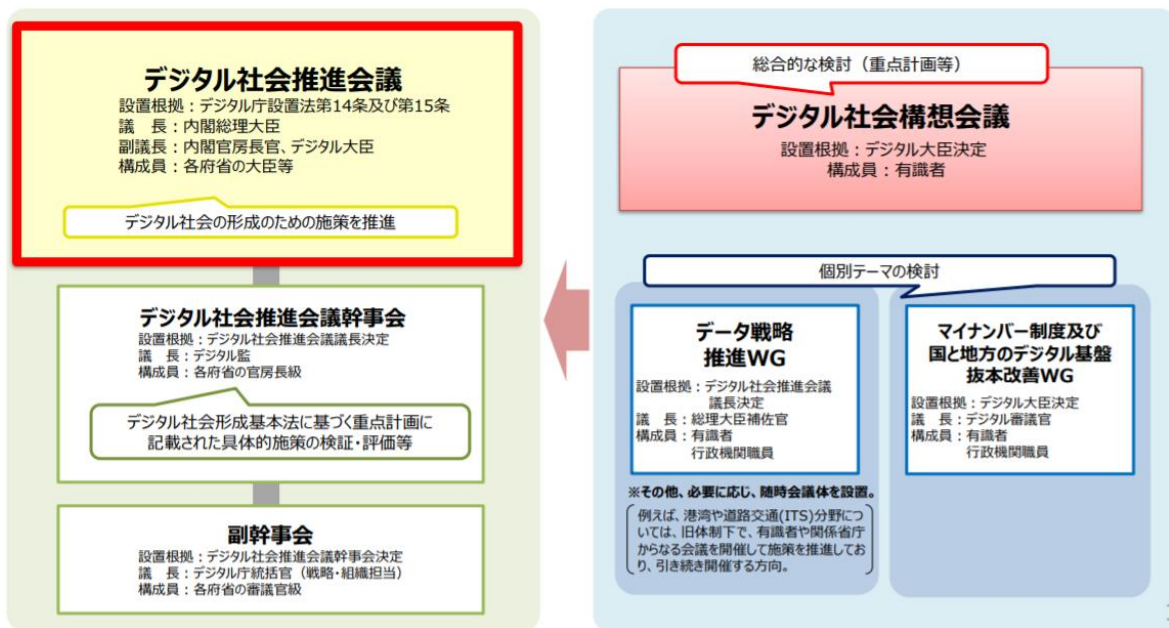 デジタル社会推進会議
設置根拠：デジタル庁設置法第14条及び第15条
議　長：内閣総理大臣
副議長：内閣官房長官、デジタル大臣
構成員：各府省の大臣等
デジタル社会の形成のための施策を推進
デジタル社会推進会議幹事会
設置根拠：デジタル社会推進会議議長決定
議　長：デジタル監
構成員：各府省の官房長級
デジタル社会形成基本法に基づく重点計画に
記載された具体的施策の検証・評価等
副幹事会
設置根拠：デジタル社会推進会議幹事会決定
議　長：デジタル庁統括官（戦略・組織担当）
構成員：各府省の審議官級
総合的な検討（重点計画等）
デジタル社会構想会議
設置根拠：デジタル大臣決定
構成員：有識者
個別テーマの検討
データ戦略
推進WG
設置根拠：デジタル社会推進会議
議長決定
議　長：総理大臣補佐官
構成員：有識者
行政機関職員
マイナンバー制度及び
国と地方のデジタル基盤
抜本改善WG
設置根拠：デジタル大臣決定
議　長：デジタル審議官
構成員：有識者
行政機関職員
※その他、必要に応じ、随時会議体を設置。
例えば、港湾や道路交通(ITS)分野につ
いては、旧体制下で、有識者や関係省庁
からなる会議を開催して施策を推進してお
り、引き続き開催する方向。